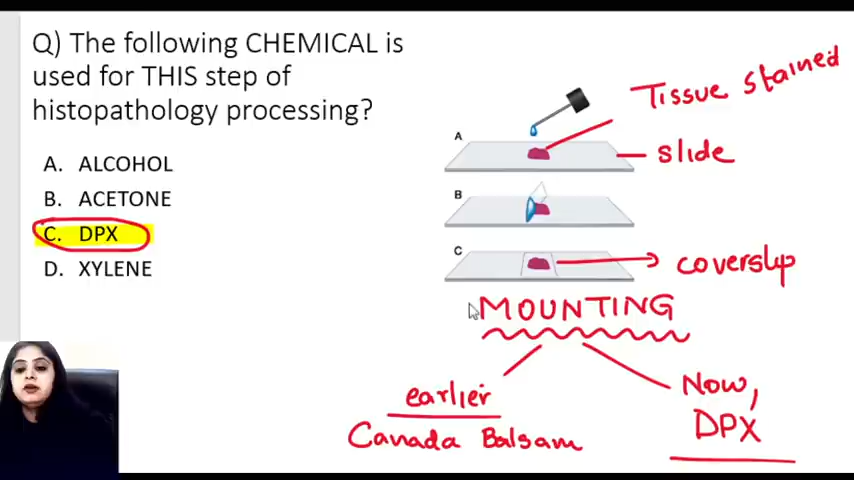 Q) The following CHEMICAL is
used for THIS step of
histopathology processing?
A. ALCOHOL
B. ACETONE
C. DPX
D. XYLENE
Tissue stained
A
slide
B
C
coverslip
MOUNTING
earlier
Canada Balsam
Now,
DPX